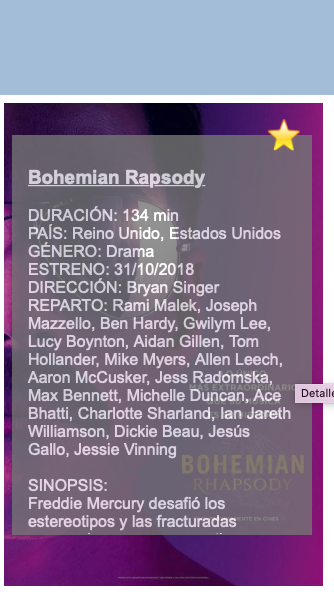 Bohemian Rapsody
DURACIÓN: 134 min
PAÍS: Reino Unido, Estados Unidos
GÉNERO: Drama
ESTRENO: 31/10/2018
DIRECCIÓN: Bryan Singer
REPARTO: Rami Malek, Joseph
Mazzello, Ben Hardy, Gwilym Lee,
Lucy Boynton, Aidan Gillen, Tom
Hollander, Mike Myers, Allen Leech,
Aaron McCusker, Jess Radomska,
Max Bennett, Michelle Duncan, Ace
Bhatti, Charlotte Sharland, Ian Jareth
Williamson, Dickie Beau, Jesús
Gallo, Jessie Vinning
SINOPSIS:
Freddie Mercury desafió los
estereotipos y las fracturadas
Detalle
MÁS EXTRAORDINARIO
BOHEMIAN
RHAPSODY